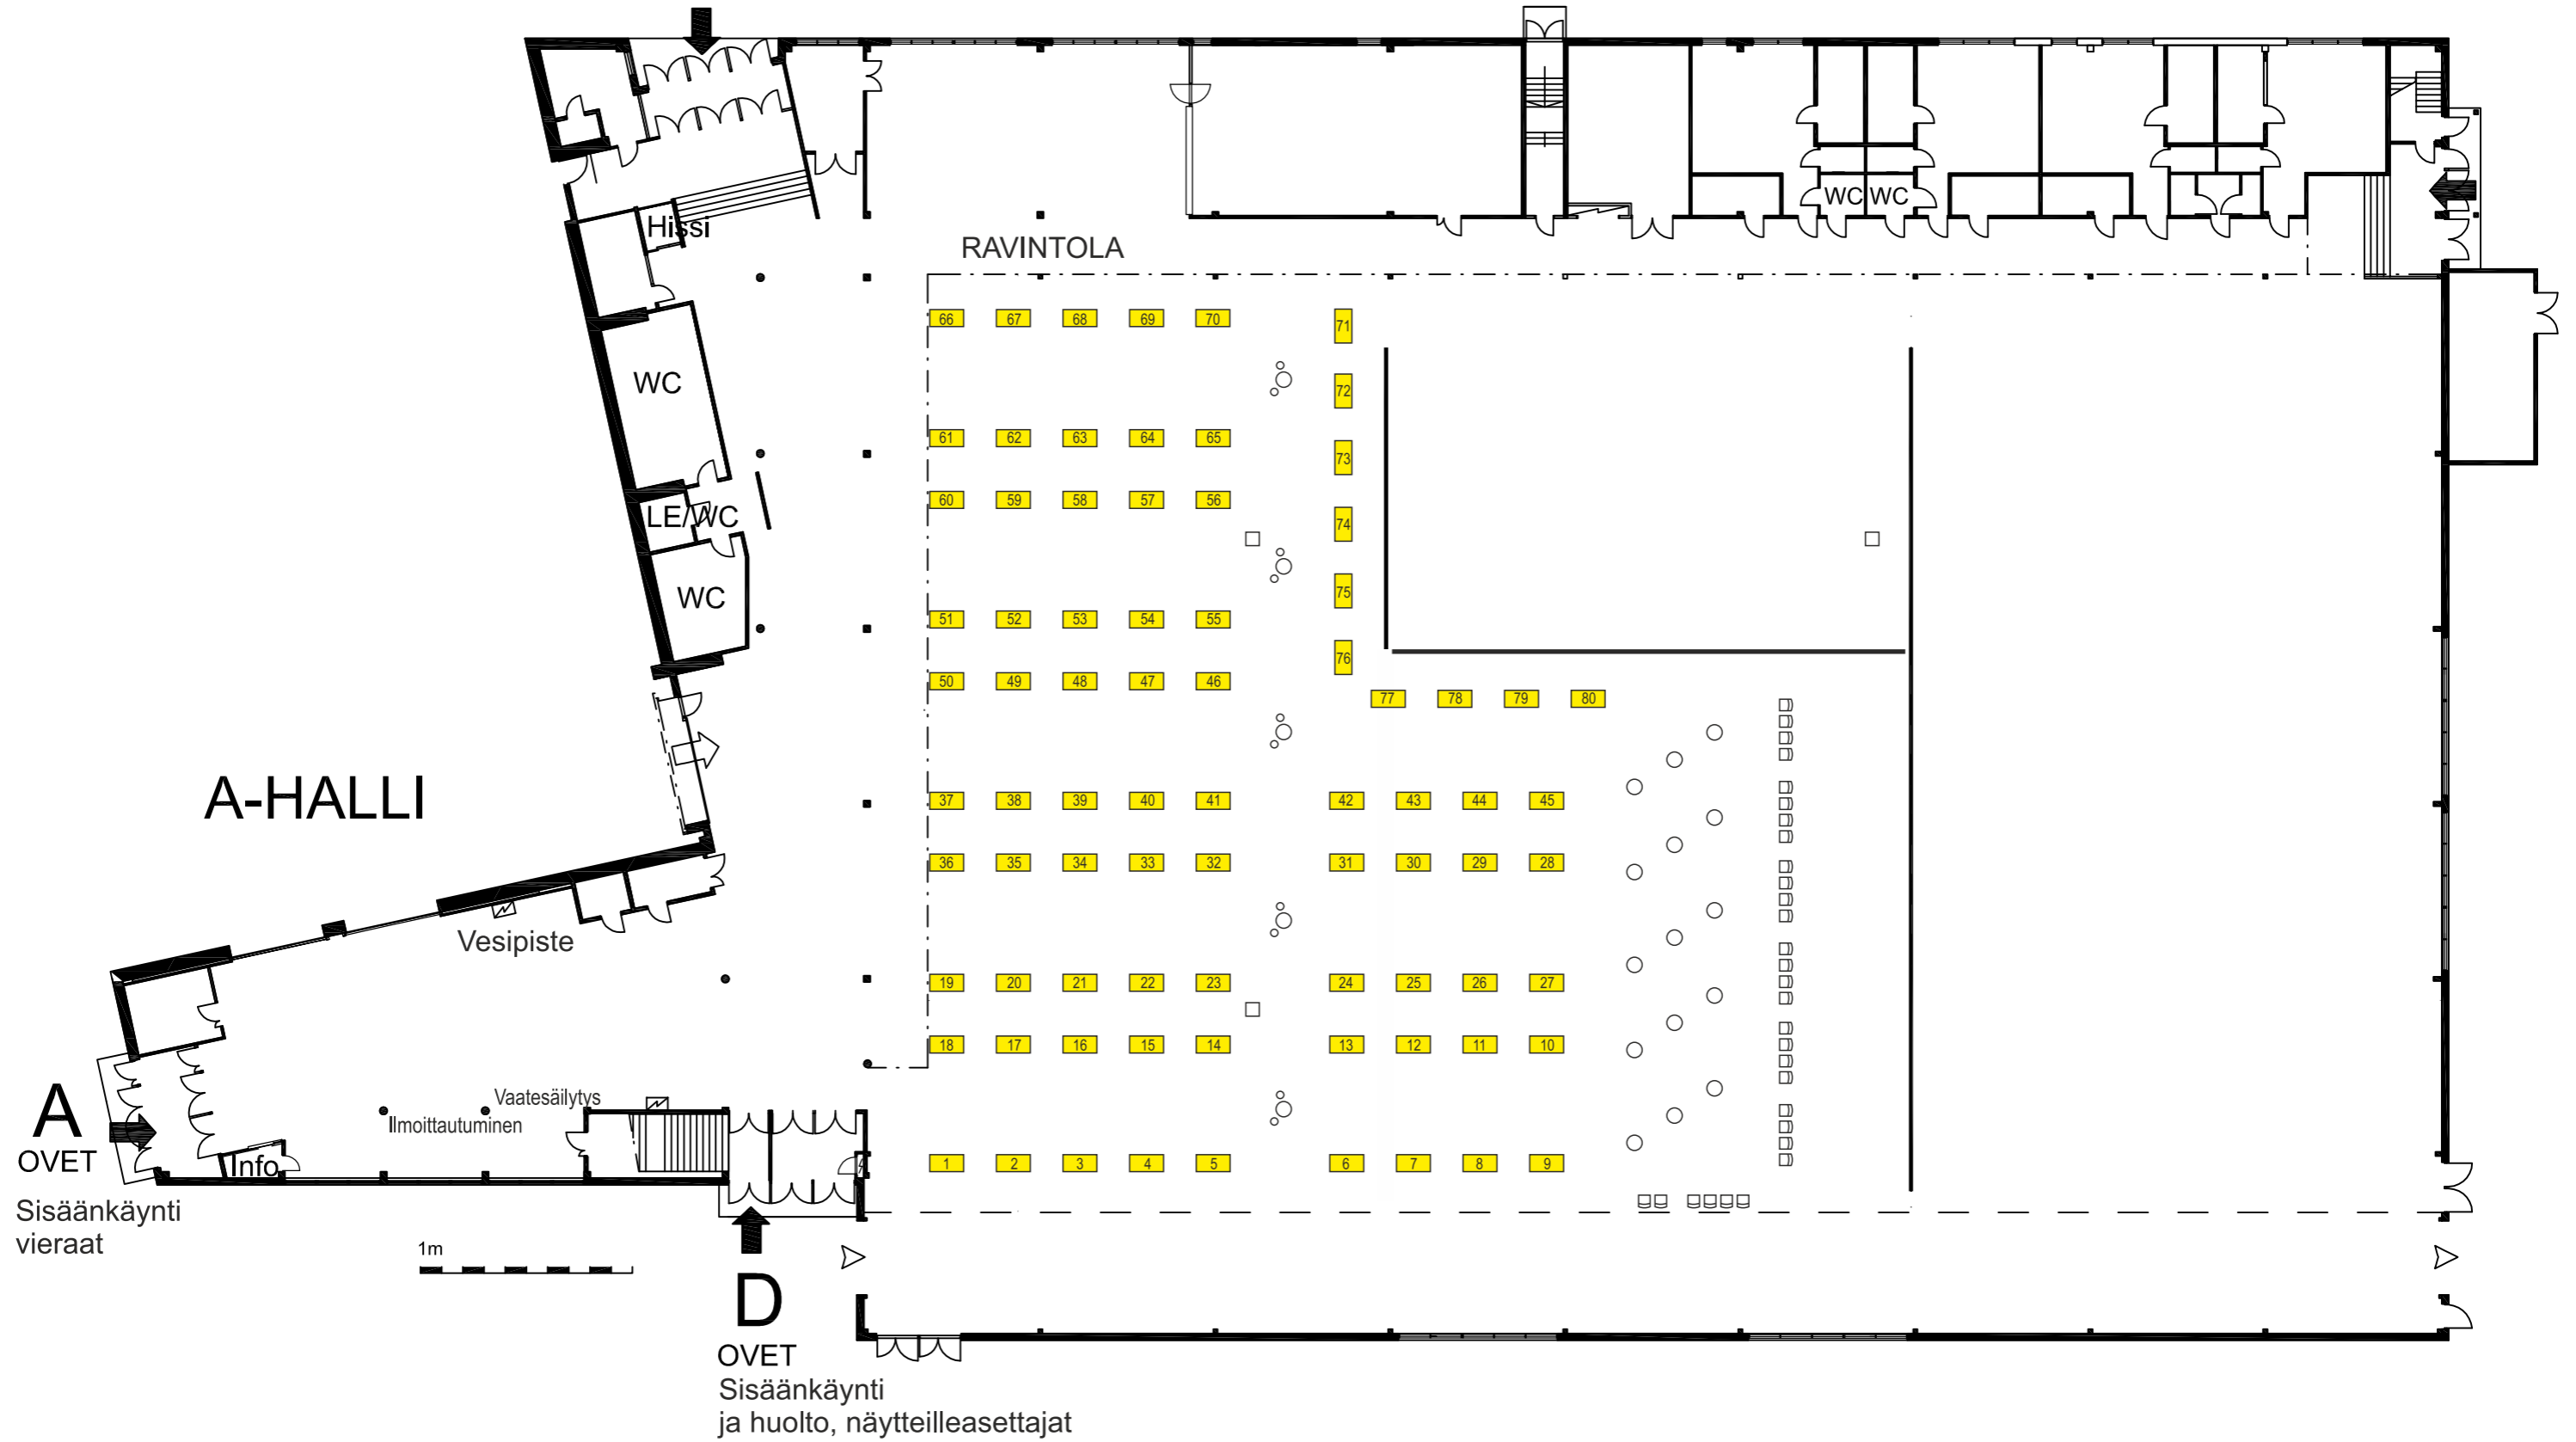 Hissi
RAVINTOLA
WC WC
66 67 68 69 70 71
WC
72
61 62 63 64 65 73
60 59 58 57 56
LE/WC
74
WC
75
51 52 53 54 55
76
50 49 48 47 46
77 78 79 80
A-HALLI
37 38 39 40 41 42 43 44 45
36 35 34 33 32 31 30 29 28
Vesipiste
19 20 21 22 23 24 25 26 27
18 17 16 15 14 13 12 11 10
Vaatesäilytys
Ilmoittautuminen
A
OVET
Info
1 2 3 4 5 6 7 8 9
Sisäänkäynti
vieraat
1m
D
OVET
Sisäänkäynti
ja huolto, näytteilleasettajat